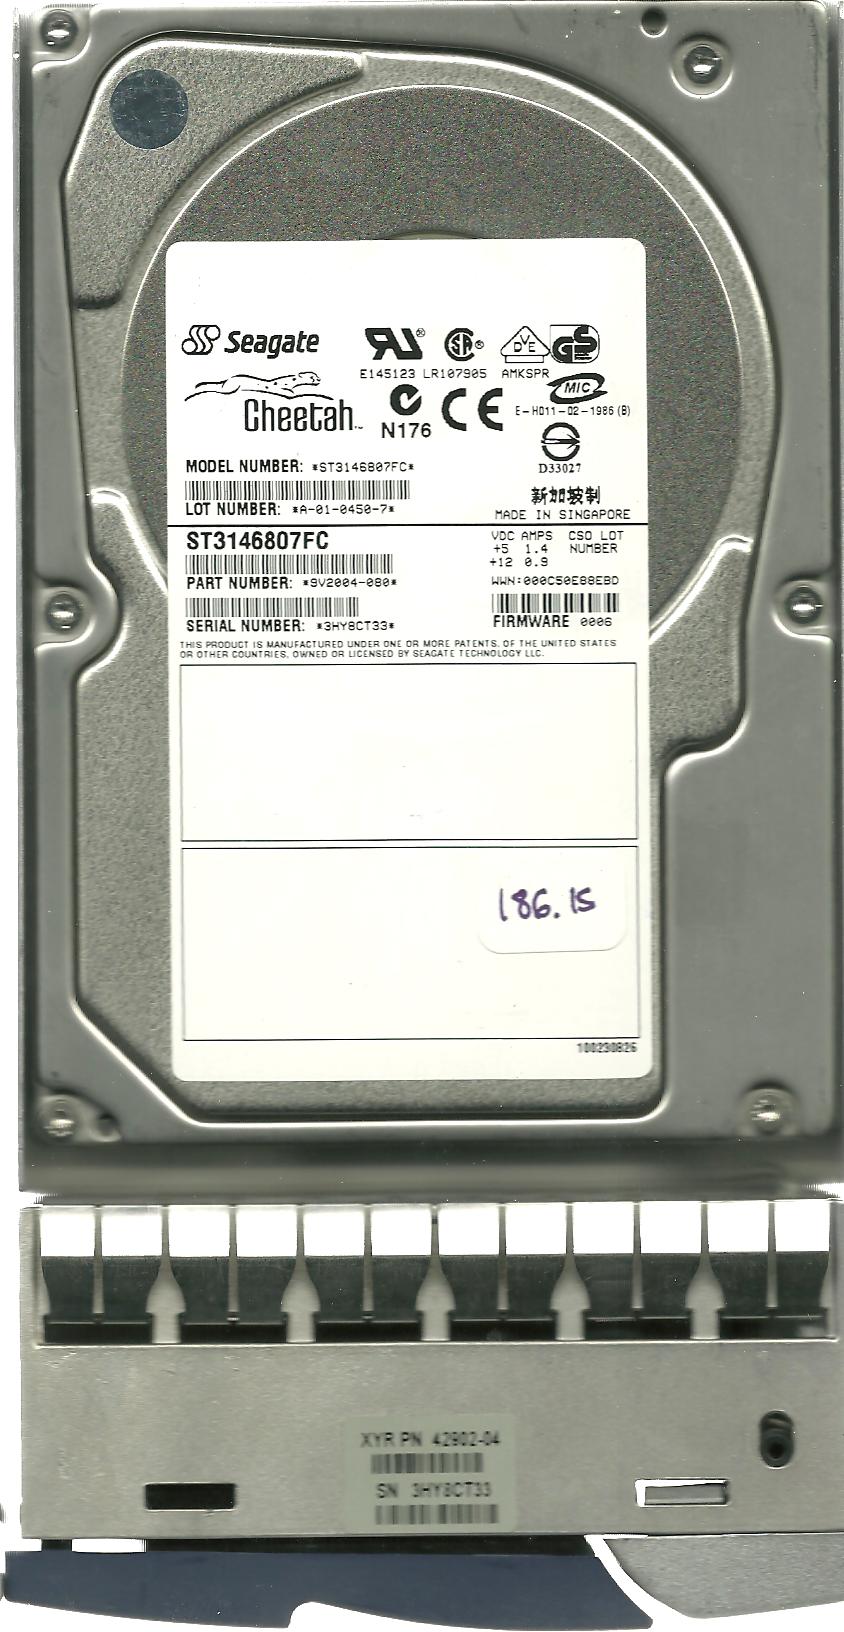 Seagate
E145123 LR107905 AMKSPR
Cheetah™
N176
CE
MIC
E-H011-02-1986 (B)
D33027
MODEL NUMBER: *ST3146807FC*
新加坡制
LOT NUMBER: *A-01-0450-7*
MADE IN SINGAPORE
ST3146807FC
VDC AMPS CSO LOT
+5 1.4 NUMBER
+12 0.9
PART NUMBER: *9V2004-080*
WWN:000C50E88EBD
SERIAL NUMBER: *3HY8CT33*
FIRMWARE 0006
THIS PRODUCT IS MANUFACTURED UNDER ONE OR MORE PATENTS, OF THE UNITED STATES
OR OTHER COUNTRIES, OWNED OR LICENSED BY SEAGATE TECHNOLOGY LLC.
186.15
100230826
XYR PN 42902-04
SN 3HY8CT33